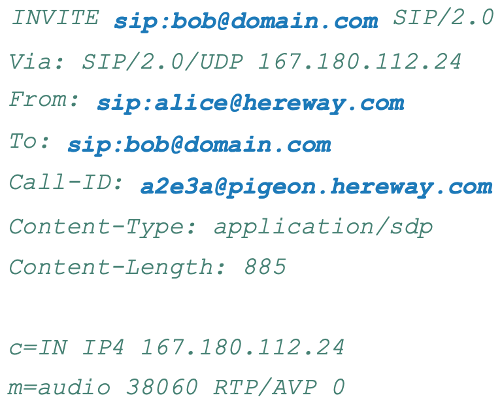 INVITE sip:bob@domain.com SIP/2.0
Via: SIP/2.0/UDP 167.180.112.24
From: sip:alice@hereway.com
To: sip:bob@domain.com
Call-ID: a2e3a@pigeon.hereway.com
Content-Type: application/sdp
Content-Length: 885
c=IN IP4 167.180.112.24
m=audio 38060 RTP/AVP 0